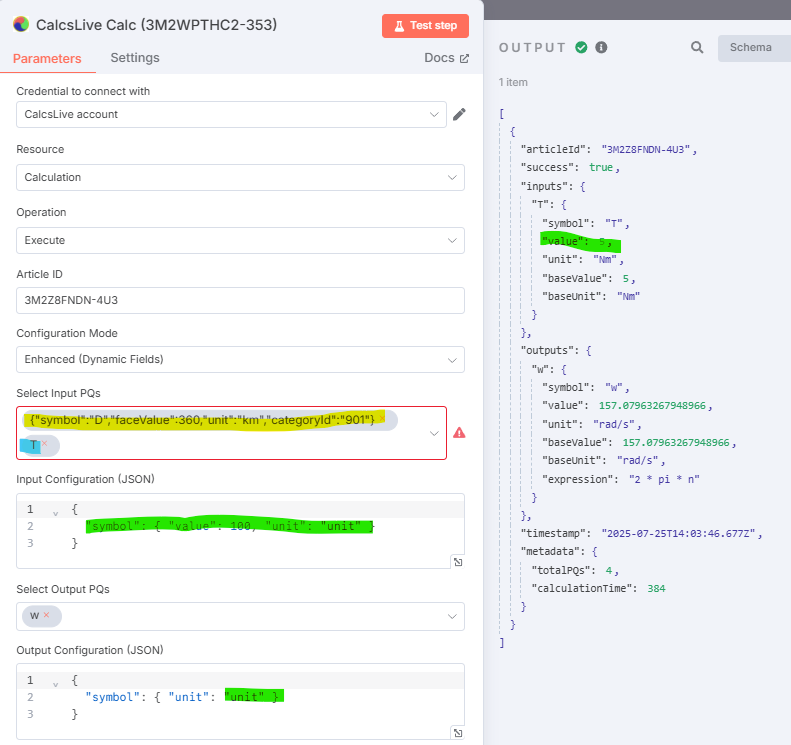 CalcsLive Calc (3M2WPTHC2-353)
Test step
Parameters
Settings
Docs
Credential to connect with
CalcsLive account
Resource
Calculation
Operation
Execute
Article ID
3M2Z8FNDN-4U3
Configuration Mode
Enhanced (Dynamic Fields)
Select Input PQs
{"symbol":"D","faceValue":360,"unit":"km","categoryId":"901"} ×
T ×
Input Configuration (JSON)
1 {
2 "symbol": { "value": 100, "unit": "unit" }
3 }
Select Output PQs
w ×
Output Configuration (JSON)
1 {
2 "symbol": { "unit": "unit" }
3 }
OUTPUT
Schema
1 item
[
{
"articleId": "3M2Z8FNDN-4U3",
"success": true,
"inputs": {
"T": {
"symbol": "T",
"value": 5,
"unit": "Nm",
"baseValue": 5,
"baseUnit": "Nm"
}
},
"outputs": {
"w": {
"symbol": "w",
"value": 157.07963267948966,
"unit": "rad/s",
"baseValue": 157.07963267948966,
"baseUnit": "rad/s",
"expression": "2 * pi * n"
}
},
"timestamp": "2025-07-25T14:03:46.677Z",
"metadata": {
"totalPQs": 4,
"calculationTime": 384
}
}
]